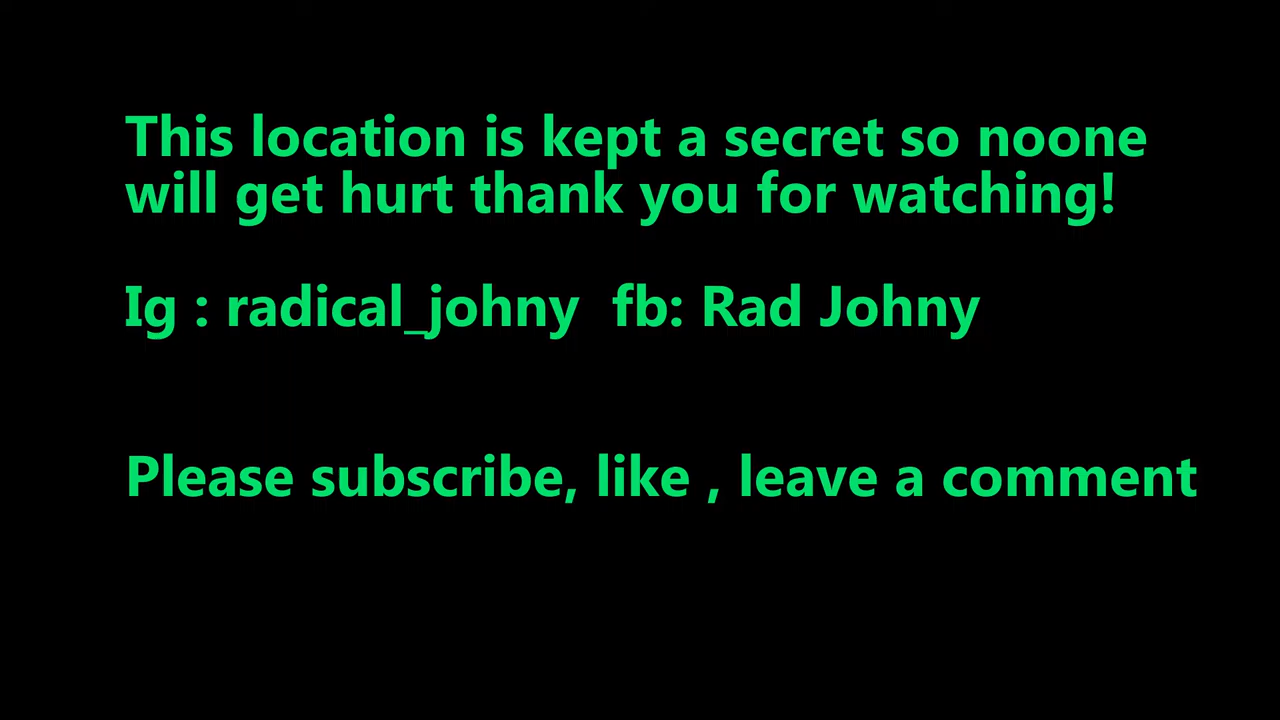 This location is kept a secret so noone
will get hurt thank you for watching!
Ig : radical_johny  fb: Rad Johny
Please subscribe, like , leave a comment